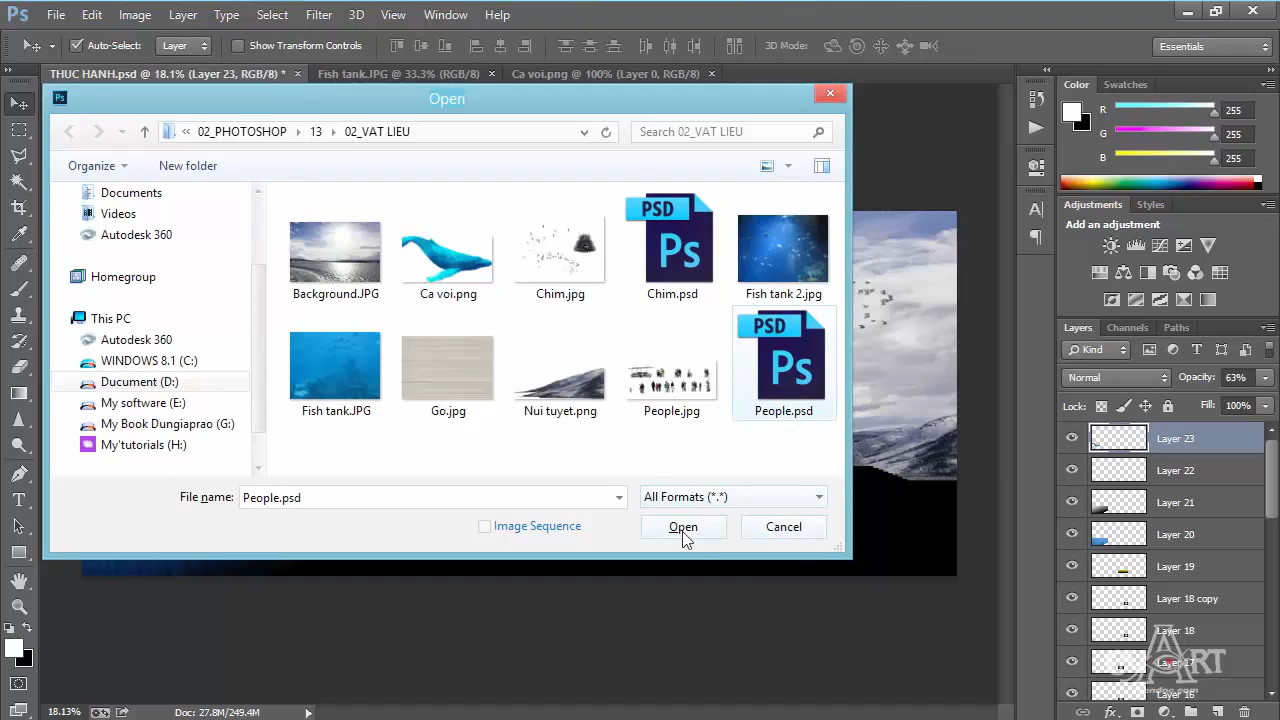 Ps File Edit Image Layer Type Select Filter 3D View Window Help
Auto-Select: Layer Show Transform Controls 3D Mode: Essentials
THUC HANH.psd @ 18.1% (Layer 23, RGB/8) * × Fish tank.JPG @ 33.3% (RGB/8) × Ca voi.png @ 100% (Layer 0, RGB/8) ×
Ps Open
« 02_PHOTOSHOP 13 02_VAT LIEU Search 02_VAT LIEU
Organize New folder
Documents
Videos
Autodesk 360
Homegroup
This PC
Autodesk 360
WINDOWS 8.1 (C:)
Ducument (D:)
My software (E:)
My Book Dungiaprao (G:)
My'tutorials (H:)
PSD
Ps
Background.JPG Ca voi.png Chim.jpg Chim.psd Fish tank 2.jpg
PSD
Ps
Fish tank.JPG Go.jpg Nui tuyet.png People.jpg People.psd
File name: People.psd All Formats (*.*)
Image Sequence Open Cancel
Color Swatches
R 255
G 255
B 255
Adjustments Styles
Add an adjustment
Layers Channels Paths
Kind
Normal Opacity: 63%
Lock: Fill: 100%
Layer 23
Layer 22
Layer 21
Layer 20
Layer 19
Layer 18 copy
Layer 18
Layer 17
Layer 16
ART
18.13% Doc: 27.8M/249.4M